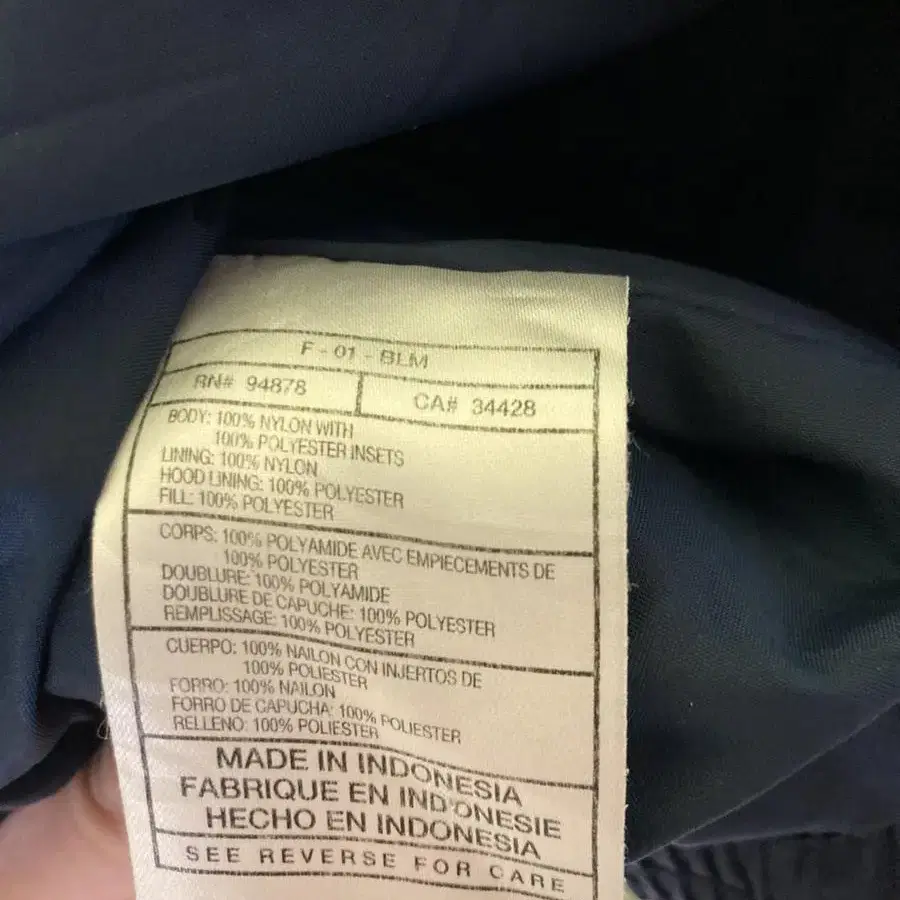 F - 01 - BLM
RN# 94878
CA# 34428
BODY: 100% NYLON WITH
100% POLYESTER INSETS
LINING: 100% NYLON
HOOD LINING: 100% POLYESTER
FILL: 100% POLYESTER
CORPS: 100% POLYAMIDE AVEC EMPIECEMENTS DE
100% POLYESTER
DOUBLURE: 100% POLYAMIDE
DOUBLURE DE CAPUCHE: 100% POLYESTER
REMPLISSAGE: 100% POLYESTER
CUERPO: 100% NAILON CON INJERTOS DE
100% POLIESTER
FORRO: 100% NAILON
FORRO DE CAPUCHA: 100% POLIESTER
RELLENO: 100% POLIESTER
MADE IN INDONESIA
FABRIQUE EN IND'ONESIE
HECHO EN INDONESIA
SEE REVERSE FOR CARE